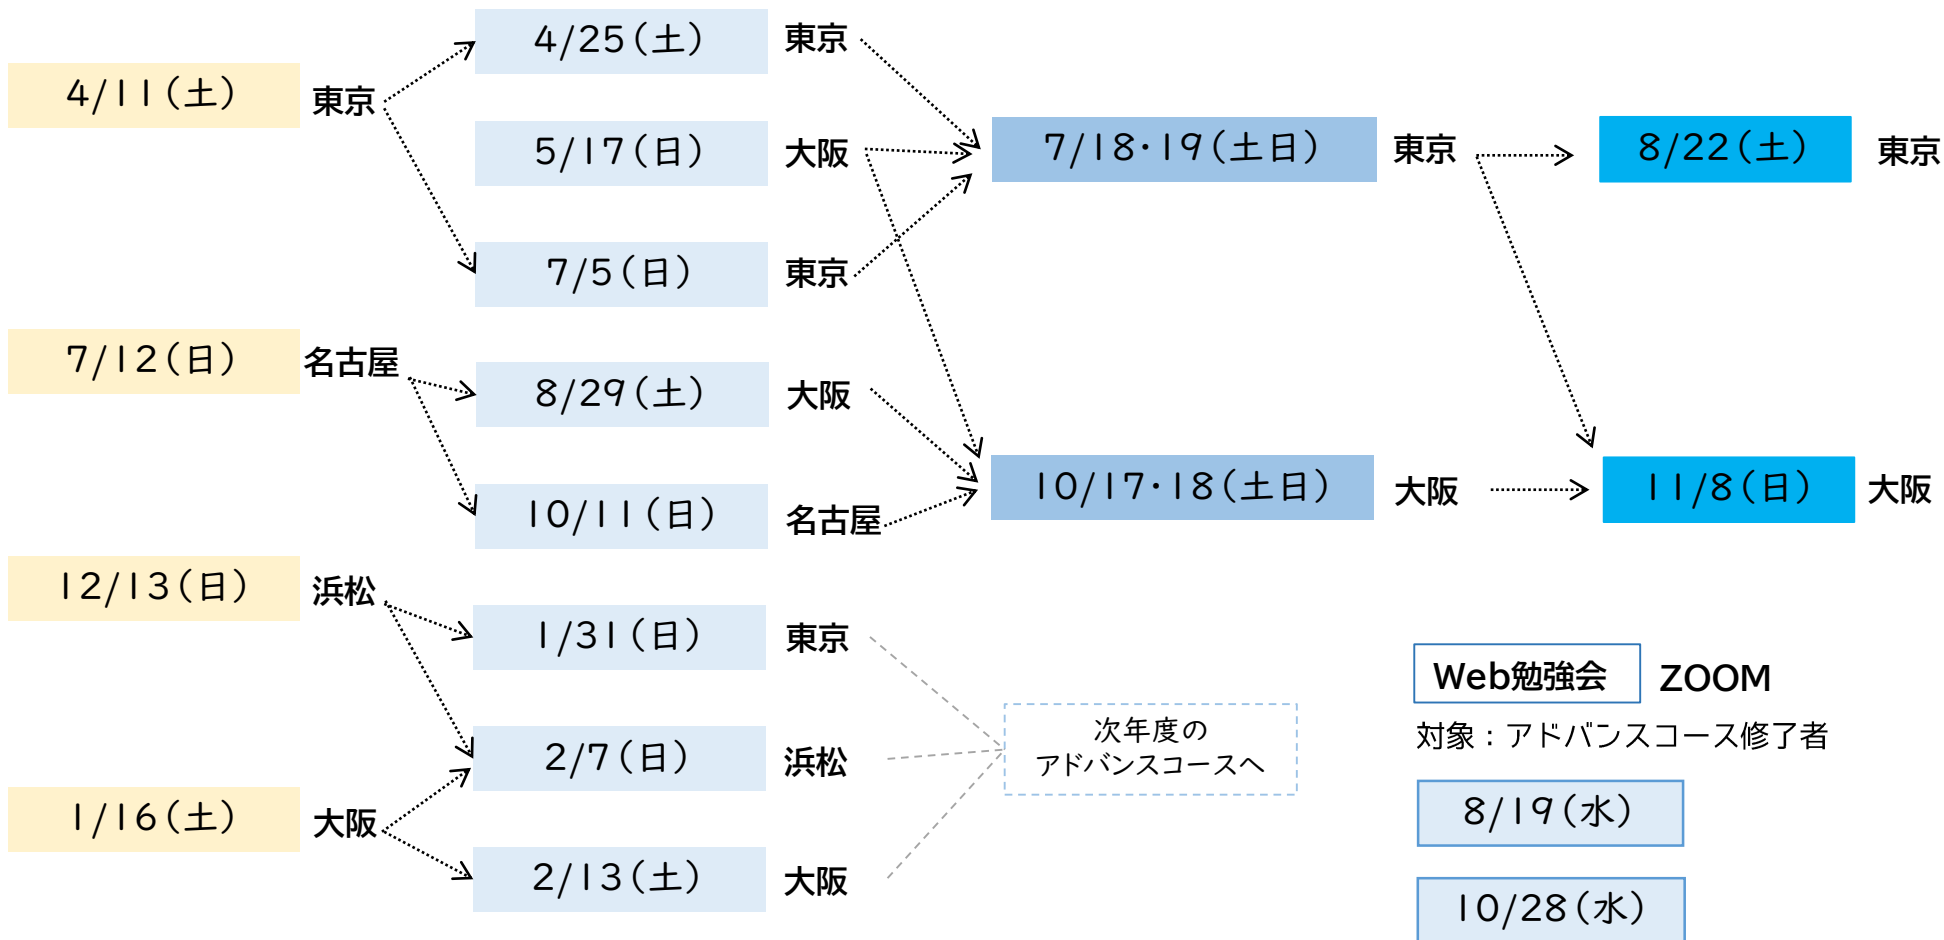 4/11(土)
東京
7/12(日)
名古屋
12/13(日)
浜松
1/16(土)
大阪
4/25(土)
東京
5/17(日)
大阪
7/5(日)
東京
8/29(土)
大阪
10/11(日)
名古屋
1/31(日)
東京
2/7(日)
浜松
2/13(土)
大阪
7/18・19(土日)
東京
10/17・18(土日)
大阪
次年度の
アドバンスコースへ
8/22(土)
東京
11/8(日)
大阪
Web勉強会
ZOOM
対象：アドバンスコース修了者
8/19(水)
10/28(水)